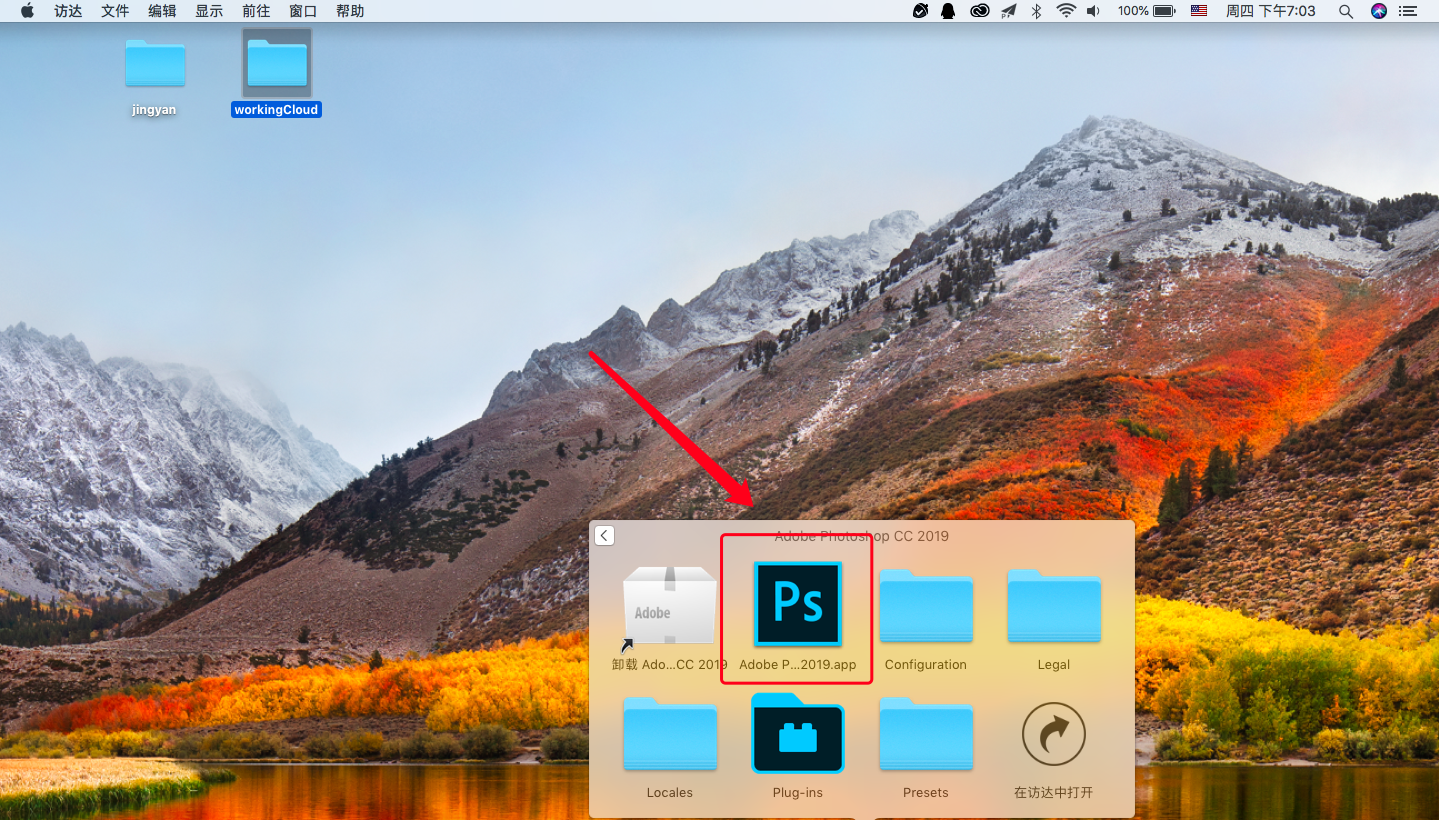 访达 文件 编辑 显示 前往 窗口 帮助 100% 周四 下午7:03
jingyan workingCloud
Adobe Photoshop CC 2019
Adobe
Ps
卸载 Ado...CC 2019 Adobe P...2019.app Configuration Legal
Locales Plug-ins Presets 在访达中打开